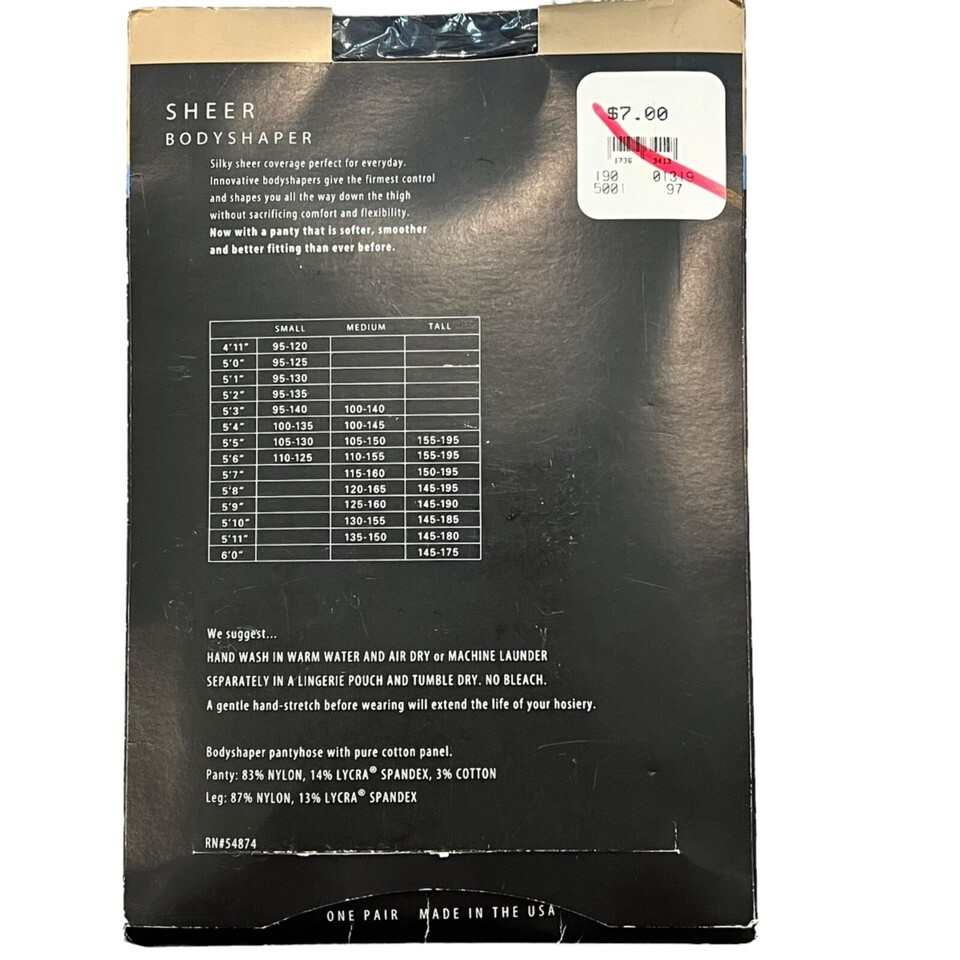 SHEER
BODYSHAPER
Silky sheer coverage perfect for everyday.
Innovative bodyshapers give the firmest control
and shapes you all the way down the thigh
without sacrificing comfort and flexibility.
Now with a panty that is softer, smoother
and better fitting than ever before.
$7.00
1736 3413
190 01319
5001 97
SMALL MEDIUM TALL
4'11" 95-120
5'0" 95-125
5'1" 95-130
5'2" 95-135
5'3" 95-140 100-140
5'4" 100-135 100-145
5'5" 105-130 105-150 155-195
5'6" 110-125 110-155 155-195
5'7" 115-160 150-195
5'8" 120-165 145-195
5'9" 125-160 145-190
5'10" 130-155 145-185
5'11" 135-150 145-180
6'0" 145-175
We suggest...
HAND WASH IN WARM WATER AND AIR DRY or MACHINE LAUNDER
SEPARATELY IN A LINGERIE POUCH AND TUMBLE DRY. NO BLEACH.
A gentle hand-stretch before wearing will extend the life of your hosiery.
Bodyshaper pantyhose with pure cotton panel.
Panty: 83% NYLON, 14% LYCRA® SPANDEX, 3% COTTON
Leg: 87% NYLON, 13% LYCRA® SPANDEX
RN#54874
ONE PAIR MADE IN THE USA